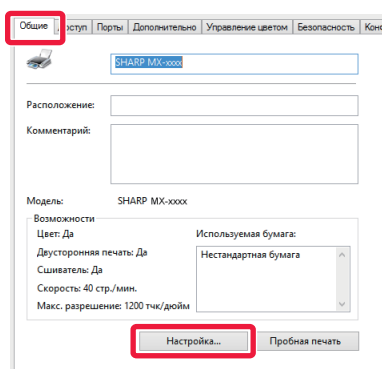 Общие Доступ Порты Дополнительно Управление цветом Безопасность
SHARP MX-xxxx
Расположение:
Комментарий:
Модель: SHARP MX-xxxx
Возможности
Цвет: Да Используемая бумага:
Двусторонняя печать: Да Нестандартная бумага
Сшиватель: Да
Скорость: 40 стр./мин.
Макс. разрешение: 1200 тчк/дюйм
Настройка... Пробная печать